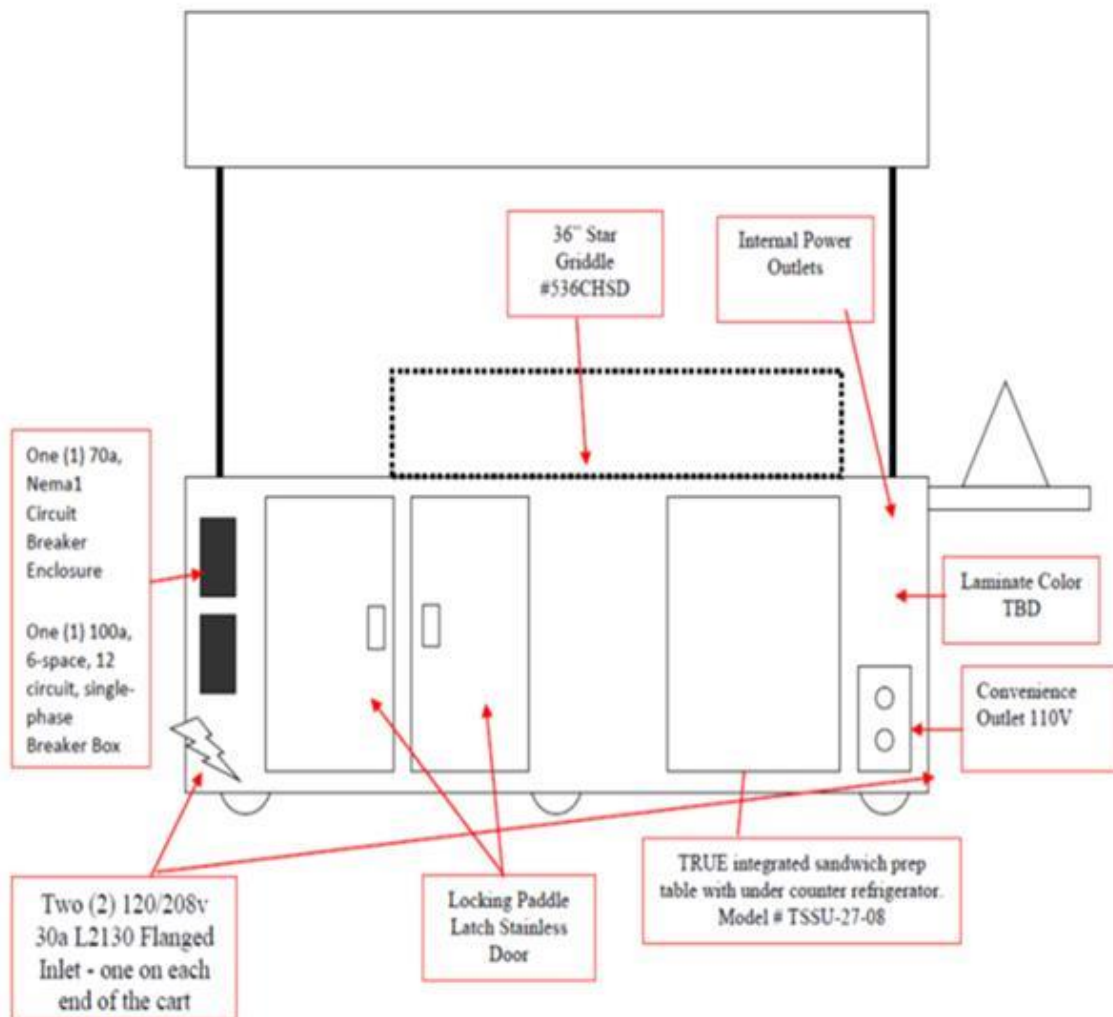 36" Star
Griddle
#536CHSD
Internal Power
Outlets
One (1) 70a,
Nema1
Circuit
Breaker
Enclosure
One (1) 100a,
6-space, 12
circuit, single-
phase
Breaker Box
Laminate Color
TBD
Convenience
Outlet 110V
Two (2) 120/208v
30a L2130 Flanged
Inlet - one on each
end of the cart
Locking Paddle
Latch Stainless
Door
TRUE integrated sandwich prep
table with under counter refrigerator.
Model # TSSU-27-08